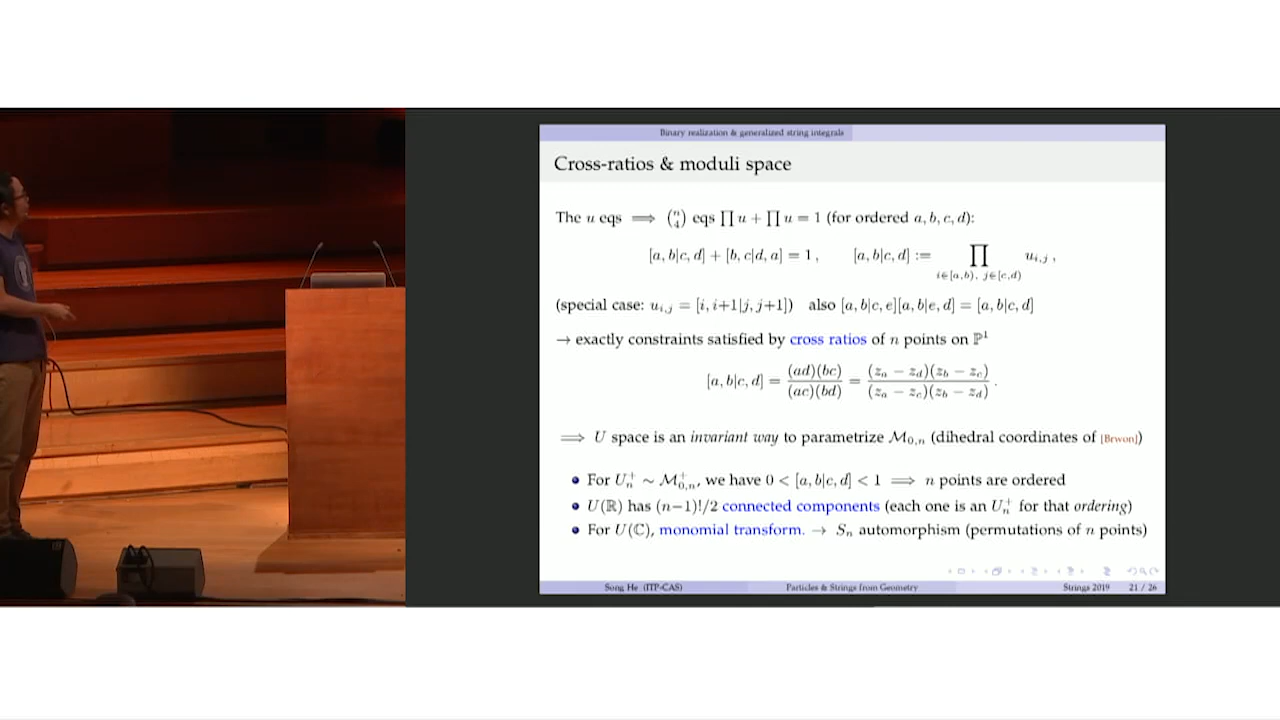 Binary realization & generalized string integrals
Cross-ratios & moduli space
The u eqs ⟹ (n 4) eqs ∏ u + ∏ u = 1 (for ordered a, b, c, d):
[a, b|c, d] + [b, c|d, a] = 1 , [a, b|c, d] := ∏_{i∈[a,b), j∈[c,d)} u_{i,j} ,
(special case: u_{i,j} = [i, i+1|j, j+1]) also [a, b|c, e][a, b|e, d] = [a, b|c, d]
→ exactly constraints satisfied by cross ratios of n points on ℙ¹
[a, b|c, d] = (ad)(bc) / (ac)(bd) = (z_a − z_d)(z_b − z_c) / (z_a − z_c)(z_b − z_d) .
⟹ U space is an invariant way to parametrize M_{0,n} (dihedral coordinates of [Brwon])
• For U_n^+ ∼ M_{0,n}^+, we have 0 < [a, b|c, d] < 1 ⟹ n points are ordered
• U(ℝ) has (n−1)!/2 connected components (each one is an U_n^+ for that ordering)
• For U(ℂ), monomial transform. → S_n automorphism (permutations of n points)
Song He (ITP-CAS) Particles & Strings from Geometry Strings 2019 21 / 26